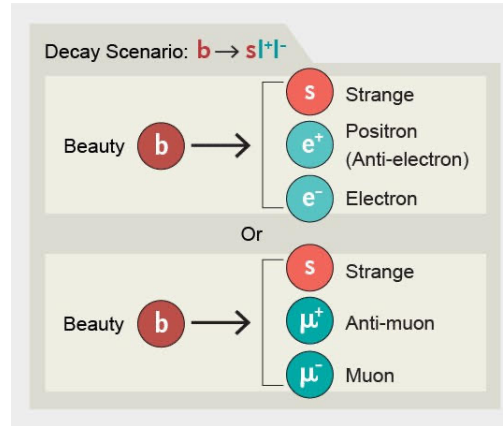 Decay Scenario: b → sl⁺l⁻
s Strange
Beauty b → e⁺ Positron
(Anti-electron)
e⁻ Electron
Or
s Strange
Beauty b → μ⁺ Anti-muon
μ⁻ Muon